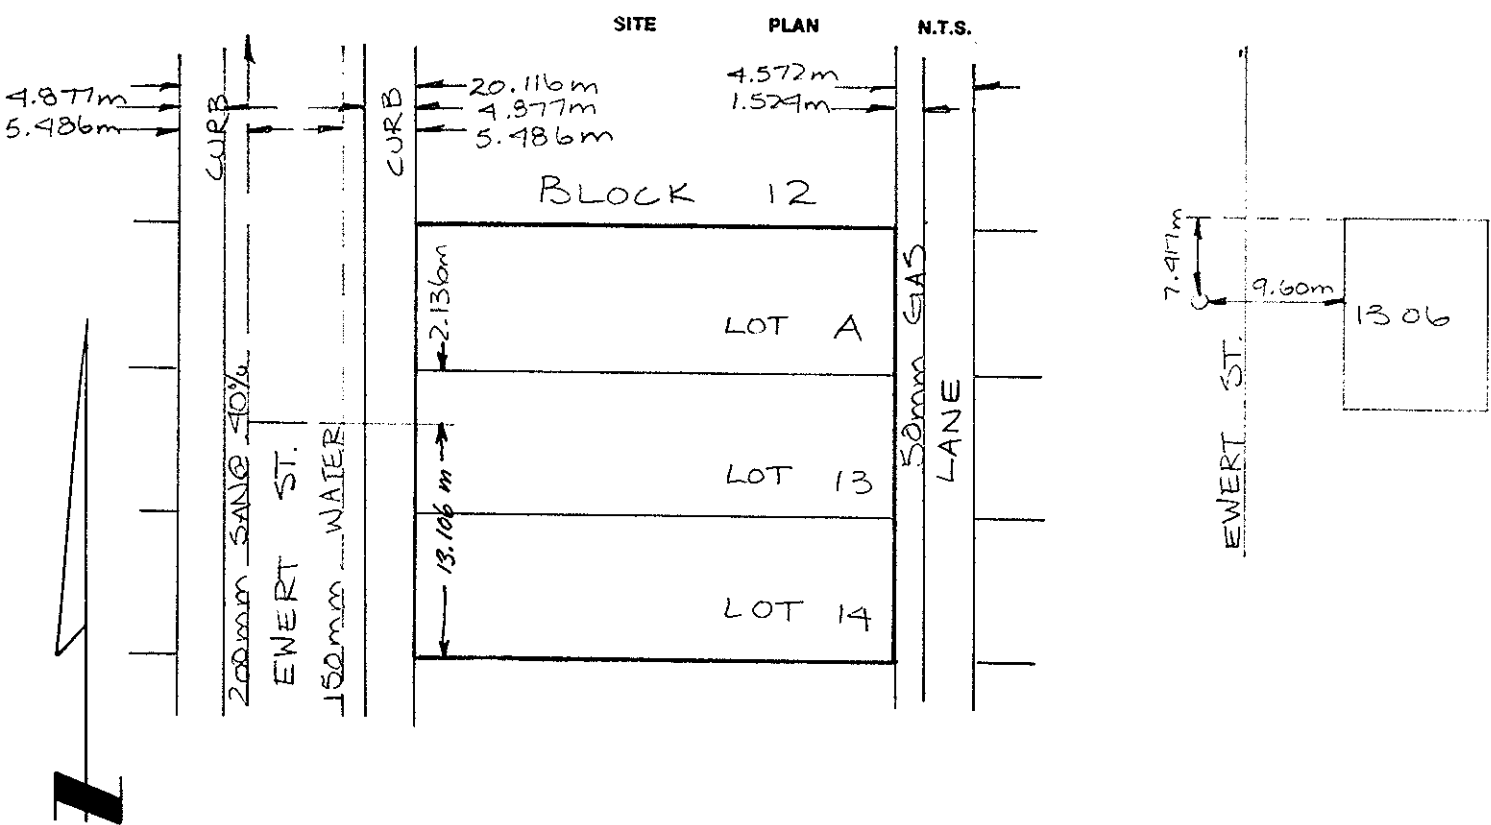 SITE PLAN N.T.S.
4.877m
5.486m
CURB
CURB
20.116m
4.877m
5.486m
4.572m
1.524m
BLOCK 12
2.136m
LOT A
LOT 13
13.106 m
LOT 14
200mm SAN@ .40%
EWERT ST.
150mm WATER
50mm GAS
LANE
7.417m
9.60m
1306
EWERT ST.
N